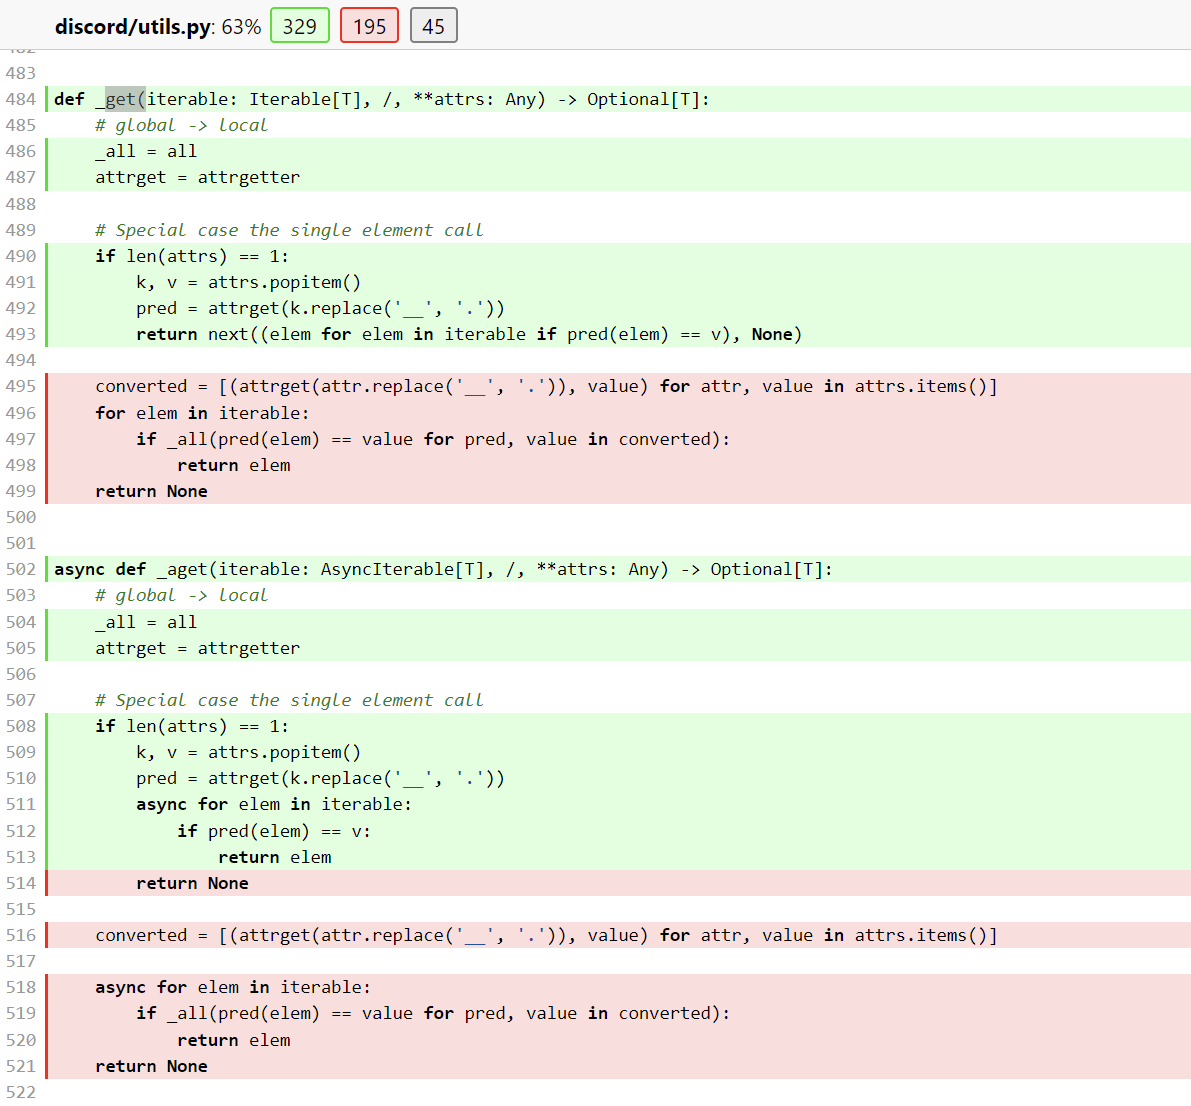 discord/utils.py: 63% 329 195 45
482
483
484 def _get(iterable: Iterable[T], /, **attrs: Any) -> Optional[T]:
485     # global -> local
486     _all = all
487     attrget = attrgetter
488
489     # Special case the single element call
490     if len(attrs) == 1:
491         k, v = attrs.popitem()
492         pred = attrget(k.replace('__', '.'))
493         return next((elem for elem in iterable if pred(elem) == v), None)
494
495     converted = [(attrget(attr.replace('__', '.')), value) for attr, value in attrs.items()]
496     for elem in iterable:
497         if _all(pred(elem) == value for pred, value in converted):
498             return elem
499     return None
500
501
502 async def _aget(iterable: AsyncIterable[T], /, **attrs: Any) -> Optional[T]:
503     # global -> local
504     _all = all
505     attrget = attrgetter
506
507     # Special case the single element call
508     if len(attrs) == 1:
509         k, v = attrs.popitem()
510         pred = attrget(k.replace('__', '.'))
511         async for elem in iterable:
512             if pred(elem) == v:
513                 return elem
514         return None
515
516     converted = [(attrget(attr.replace('__', '.')), value) for attr, value in attrs.items()]
517
518     async for elem in iterable:
519         if _all(pred(elem) == value for pred, value in converted):
520             return elem
521     return None
522